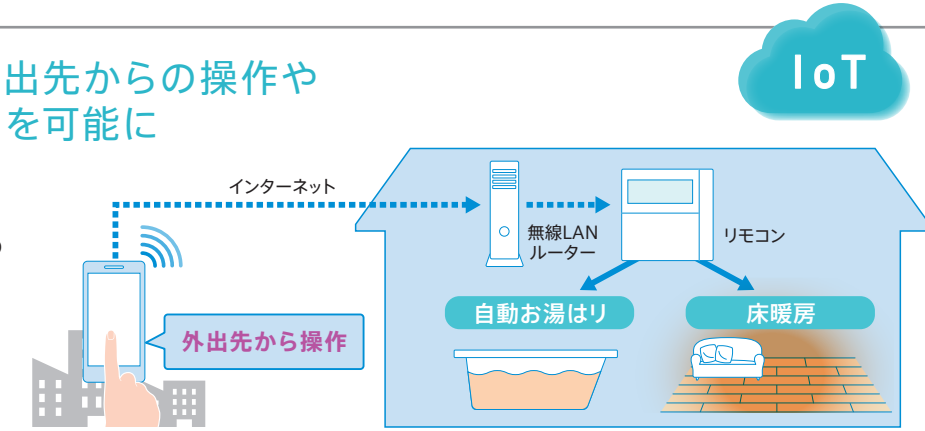 出先からの操作や
を可能に
IoT
インターネット
無線LAN
ルーター
リモコン
外出先から操作
自動お湯はり
床暖房